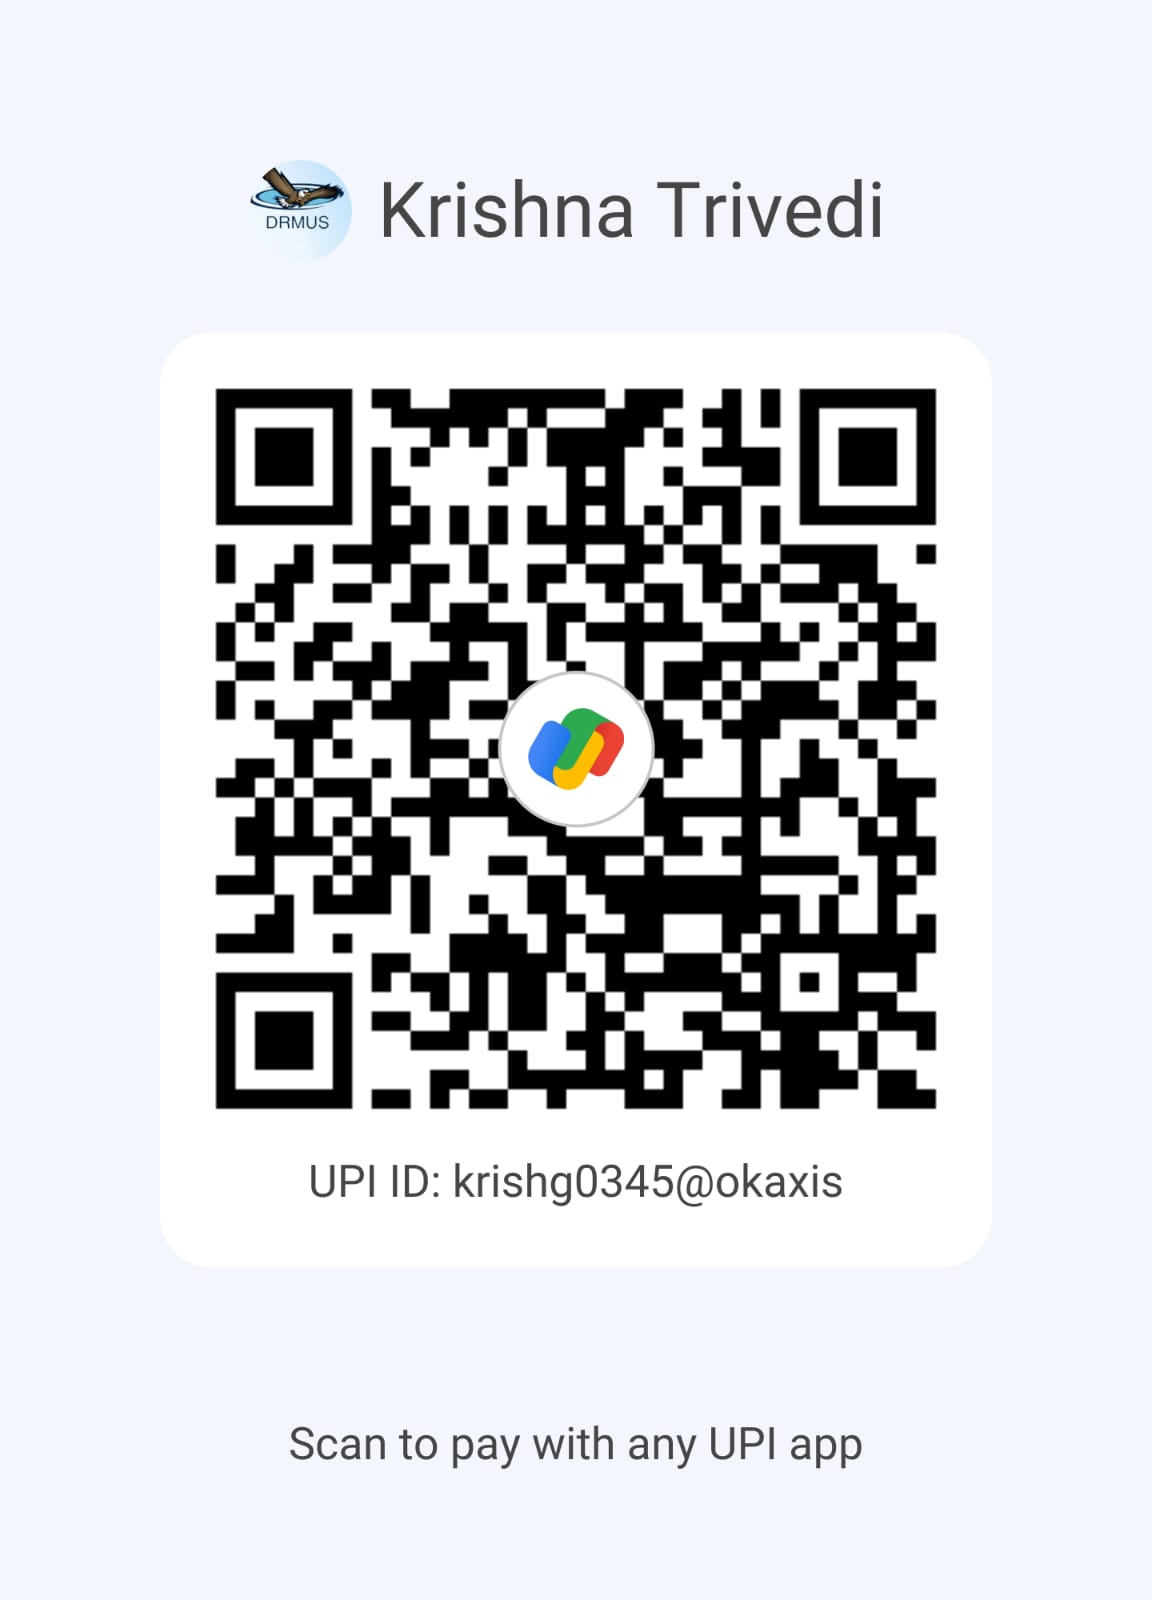 DRMUS
Krishna Trivedi
UPI ID: krishg0345@okaxis
Scan to pay with any UPI app